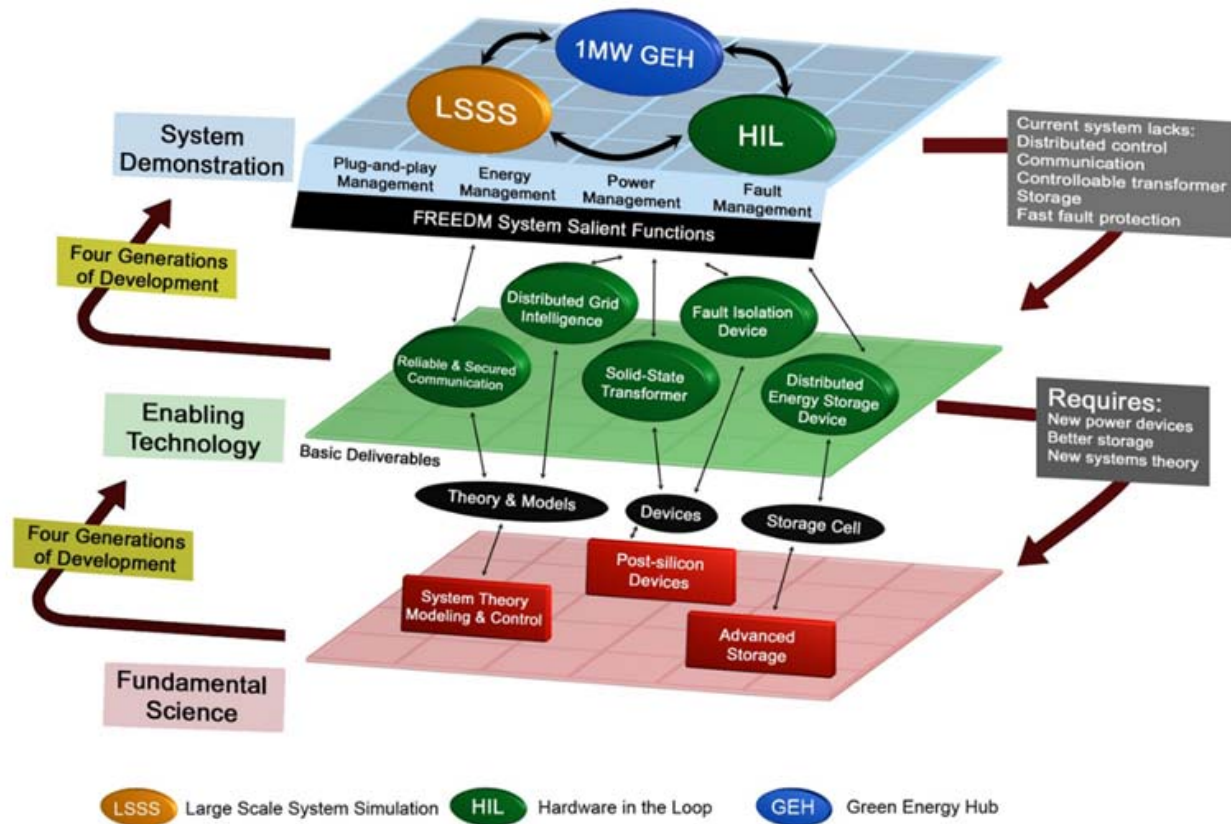 1MW GEH
LSSS
HIL
System
Demonstration
Current system lacks:
Distributed control
Communication
Controlloable transformer
Storage
Fast fault protection
Plug-and-play
Management
Energy
Management
Power
Management
Fault
Management
FREEDM System Salient Functions
Four Generations
of Development
Distributed Grid
Intelligence
Fault Isolation
Device
Reliable & Secured
Communication
Solid-State
Transformer
Distributed
Energy Storage
Device
Enabling
Technology
Requires:
New power devices
Better storage
New systems theory
Basic Deliverables
Theory & Models
Devices
Storage Cell
Four Generations
of Development
Post-silicon
Devices
System Theory
Modeling & Control
Advanced
Storage
Fundamental
Science
LSSS Large Scale System Simulation
HIL Hardware in the Loop
GEH Green Energy Hub